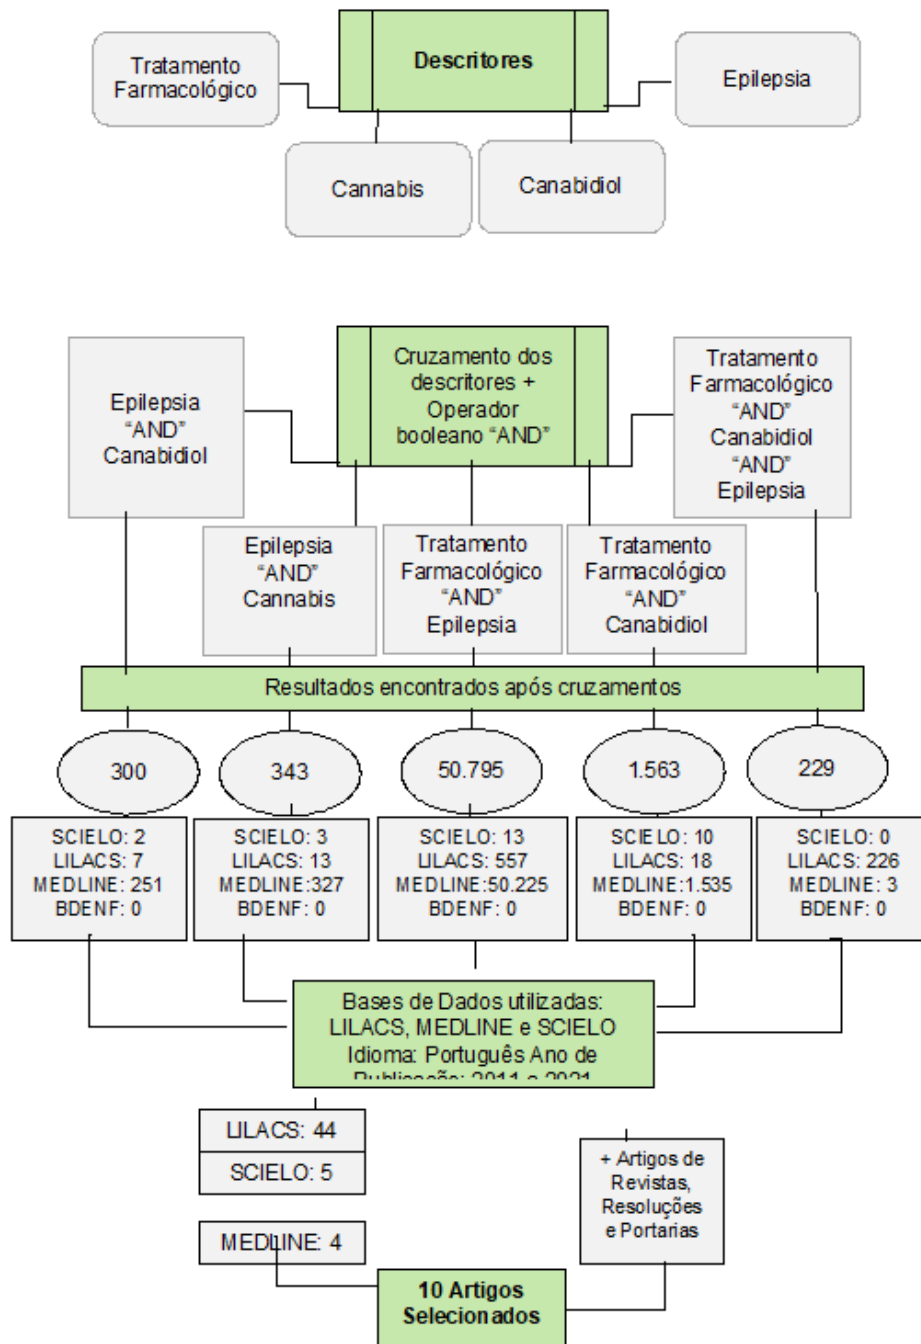 Descritores
Tratamento
Farmacológico
Epilepsia
Cannabis
Canabidiol
Cruzamento dos
descritores +
Operador
booleano “AND”
Epilepsia
“AND”
Canabidiol
Tratamento
Farmacológico
“AND”
Canabidiol
“AND”
Epilepsia
Epilepsia
“AND”
Cannabis
Tratamento
Farmacológico
“AND”
Epilepsia
Tratamento
Farmacológico
“AND”
Canabidiol
Resultados encontrados após cruzamentos
300
343
50.795
1.563
229
SCIELO: 2
LILACS: 7
MEDLINE: 251
BDENF: 0
SCIELO: 3
LILACS: 13
MEDLINE:327
BDENF: 0
SCIELO: 13
LILACS: 557
MEDLINE:50.225
BDENF: 0
SCIELO: 10
LILACS: 18
MEDLINE:1.535
BDENF: 0
SCIELO: 0
LILACS: 226
MEDLINE: 3
BDENF: 0
Bases de Dados utilizadas:
LILACS, MEDLINE e SCIELO
Idioma: Português Ano de
Publicação: 2011 a 2021
LILACS: 44
SCIELO: 5
MEDLINE: 4
+ Artigos de
Revistas,
Resoluções
e Portarias
10 Artigos
Selecionados